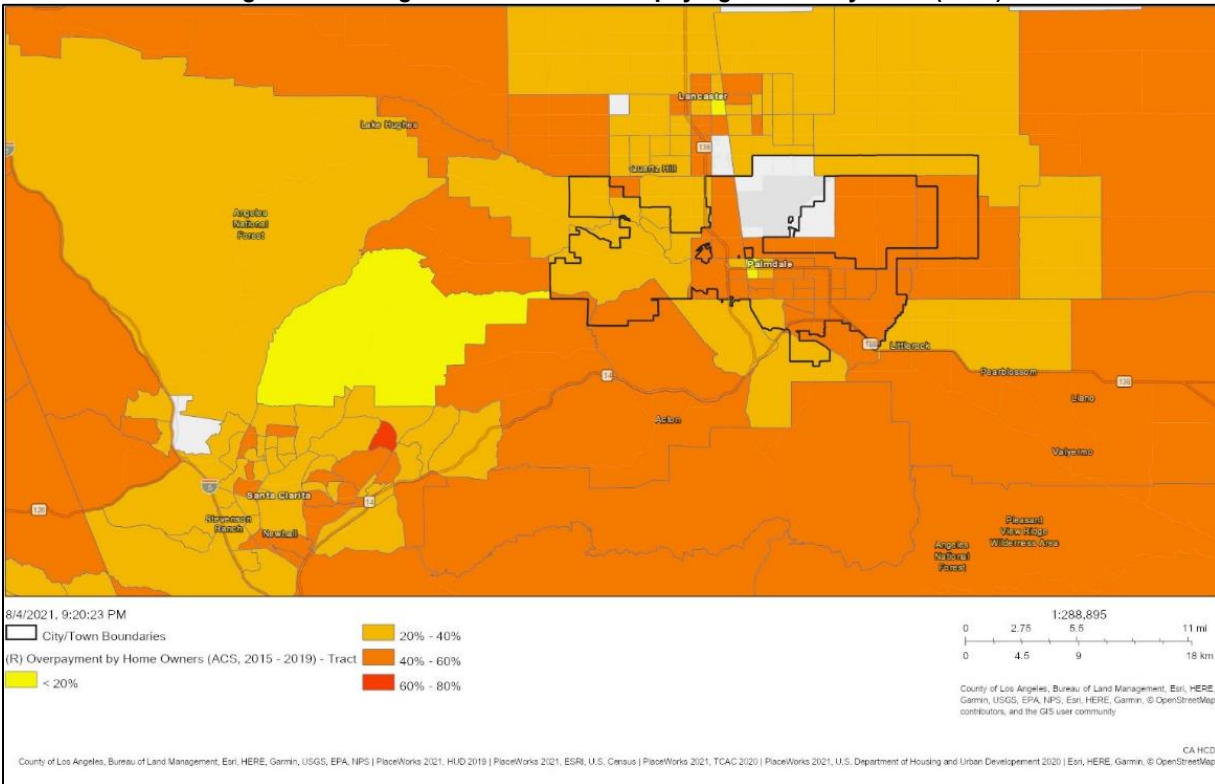 Lake Hughes
Lancaster
138
Quartz Hill
5
Angeles
National
Forest
Palmdale
Littlerock
Pearblossom
138
14
Llano
Acton
Valyermo
5
Santa Clarita
126
14
Stevenson
Ranch
Newhall
Pleasant
View Ridge
Wilderness Area
Angeles
National
Forest
8/4/2021, 9:20:23 PM
City/Town Boundaries
(R) Overpayment by Home Owners (ACS, 2015 - 2019) - Tract
< 20%
20% - 40%
40% - 60%
60% - 80%
1:288,895
0 2.75 5.5 11 mi
0 4.5 9 18 km
County of Los Angeles, Bureau of Land Management, Esri, HERE,
Garmin, USGS, EPA, NPS, Esri, HERE, Garmin, © OpenStreetMap
contributors, and the GIS user community
CA HCD
County of Los Angeles, Bureau of Land Management, Esri, HERE, Garmin, USGS, EPA, NPS | PlaceWorks 2021, HUD 2019 | PlaceWorks 2021, ESRI, U.S. Census | PlaceWorks 2021, TCAC 2020 | PlaceWorks 2021, U.S. Department of Housing and Urban Developement 2020 | Esri, HERE, Garmin, © OpenStreetMap